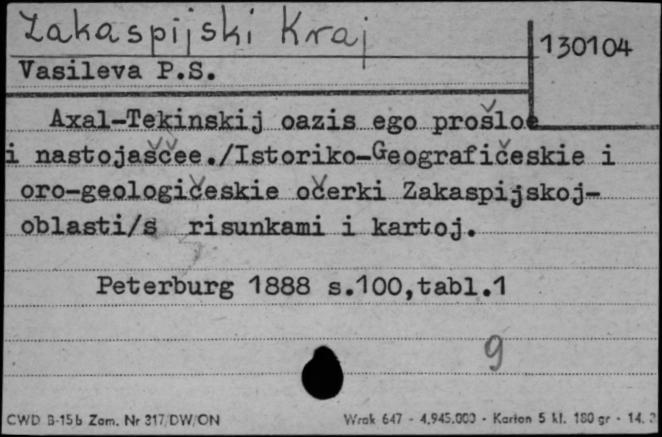 Zakaspijski Kraj
130104
Vasileva P.S.
Axal-Tekinskij oazis ego prošloe
i nastojaščee./Istoriko-Geografičeskie i
oro-geologičeskie očerki Zakaspijskoj-
oblasti/s risunkami i kartoj.
Peterburg 1888 s.100,tabl.1
9
CWD B-15b Zam. Nr 317/DW/ON
Wrak 647 - 4.945.000 - Karton 5 kl. 180 gr - 14.